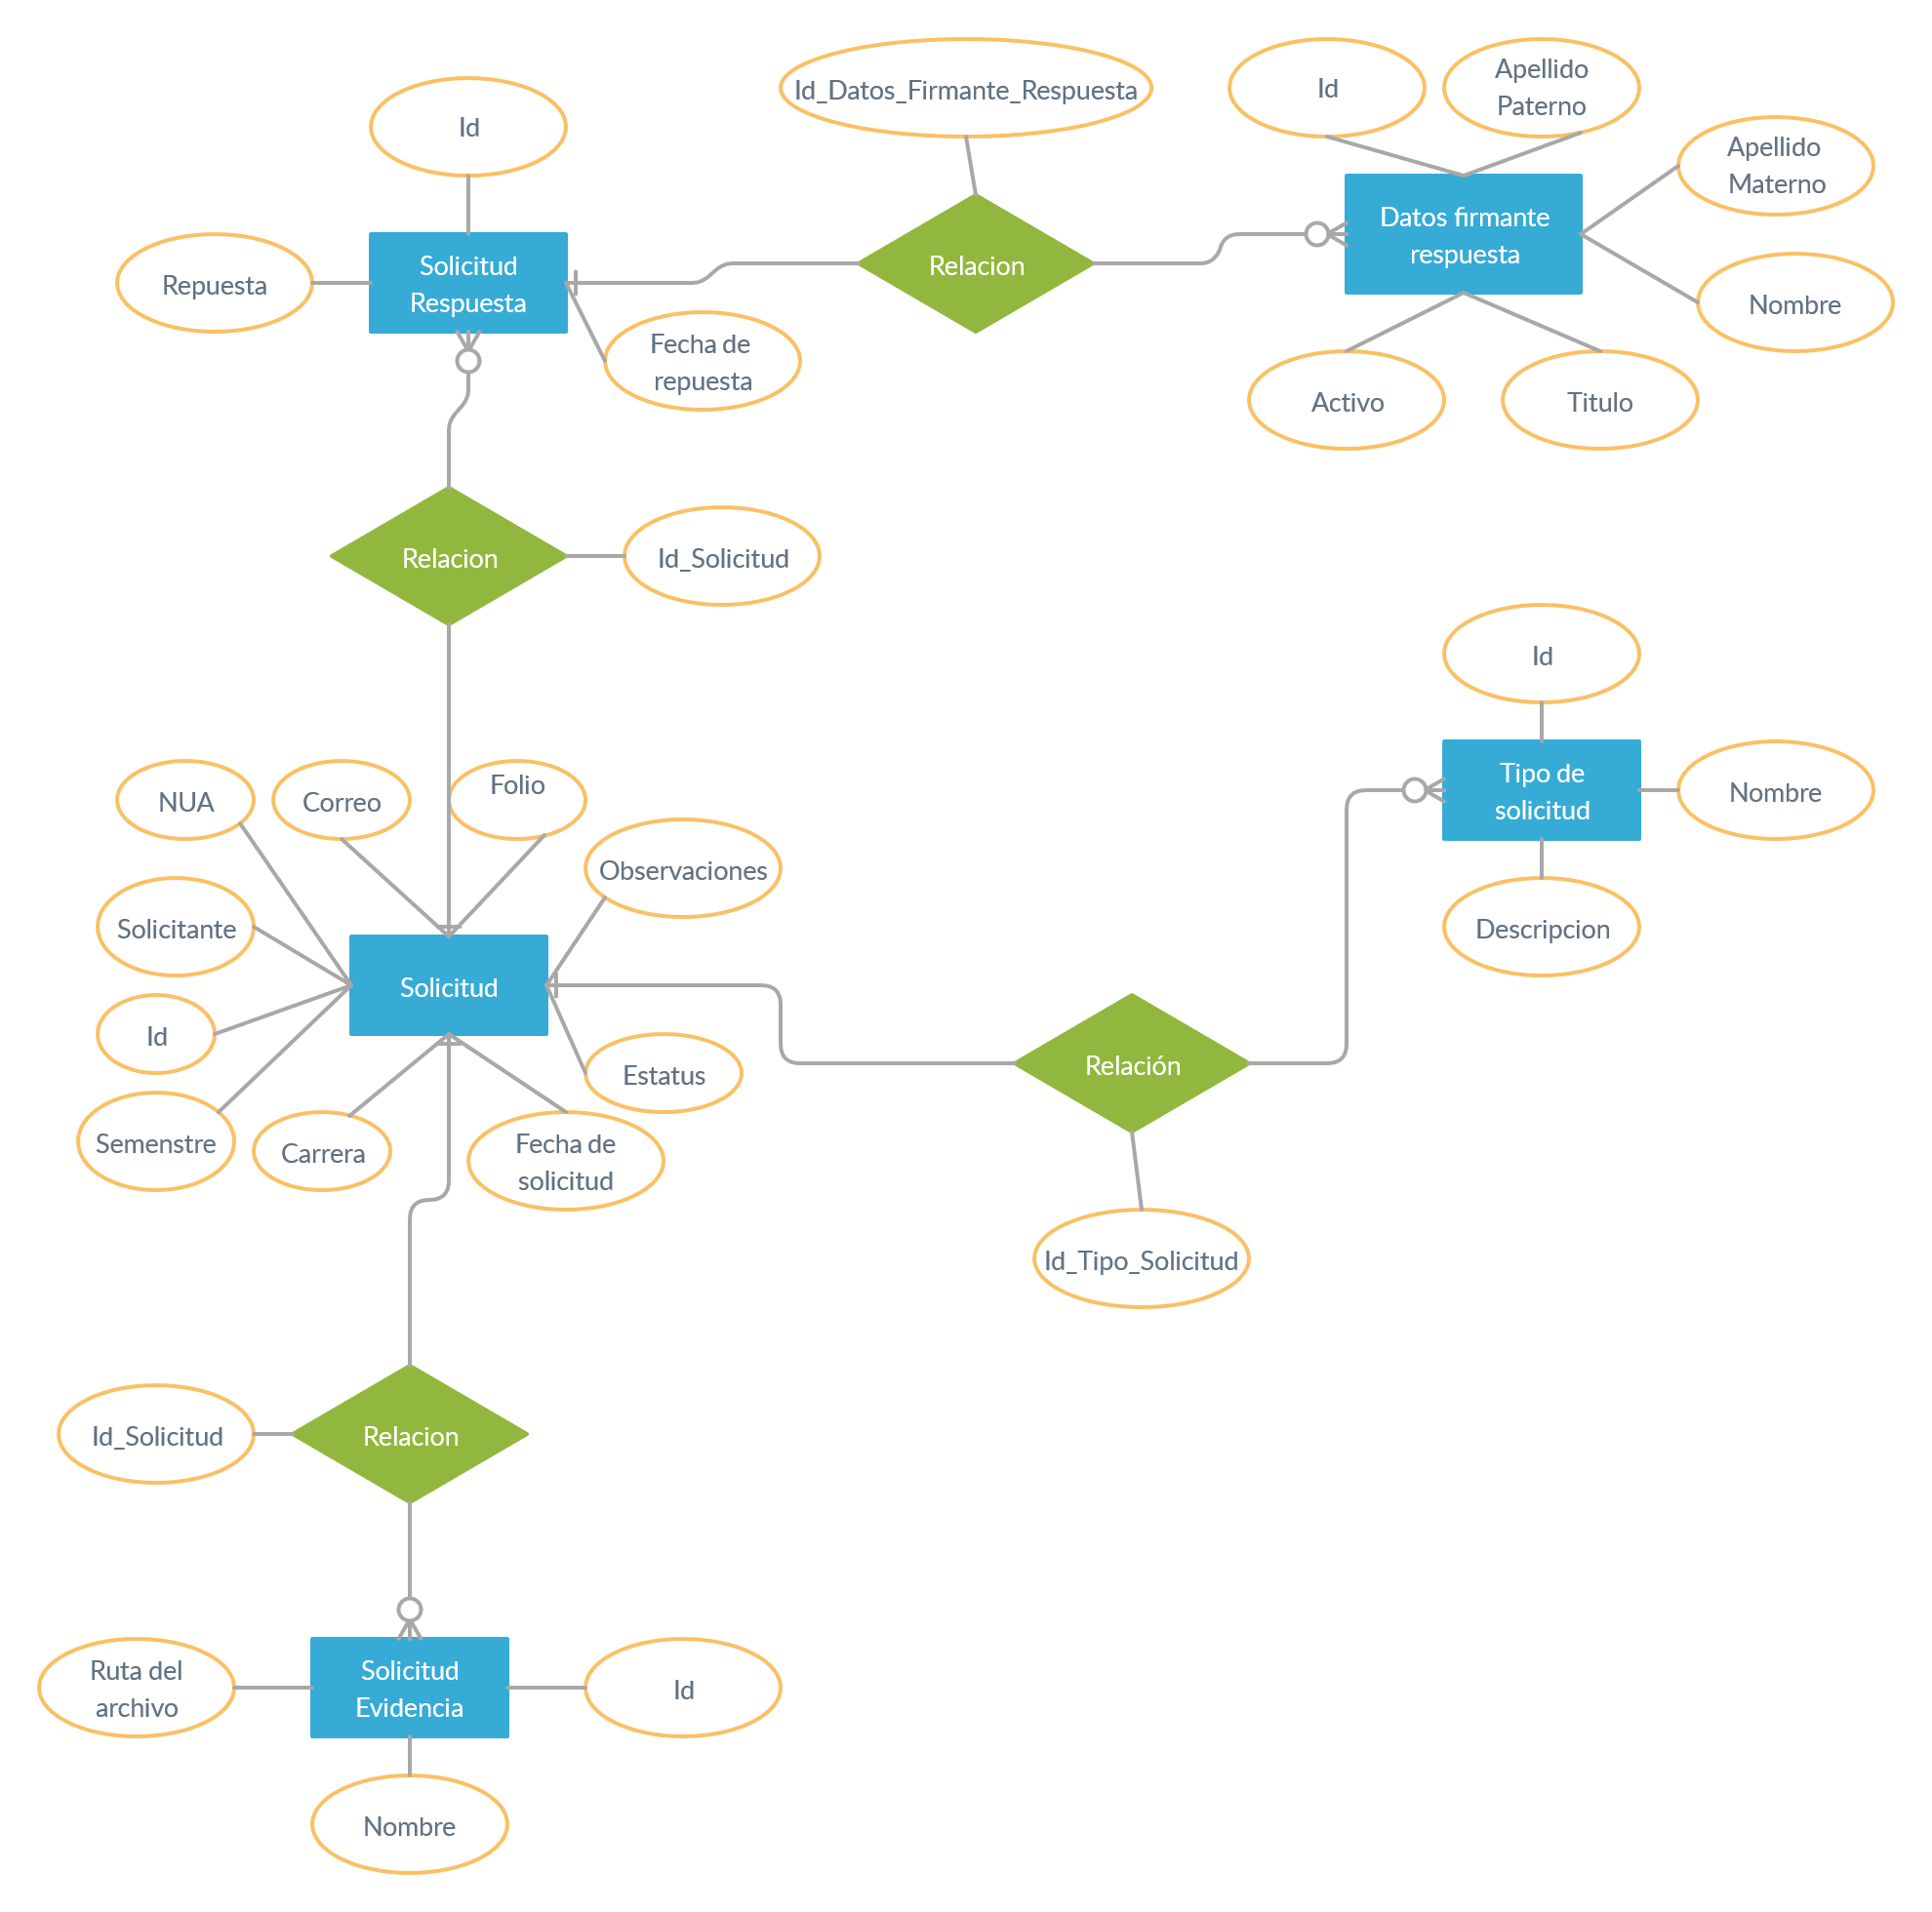 Id
Id_Datos_Firmante_Respuesta
Id
Apellido
Paterno
Apellido
Materno
Solicitud
Respuesta
Repuesta
Relacion
Datos firmante
respuesta
Nombre
Fecha de
repuesta
Activo
Titulo
Relacion
Id_Solicitud
Id
NUA
Correo
Folio
Tipo de
solicitud
Nombre
Observaciones
Solicitante
Descripcion
Solicitud
Id
Estatus
Relación
Semenstre
Carrera
Fecha de
solicitud
Id_Tipo_Solicitud
Id_Solicitud
Relacion
Ruta del
archivo
Solicitud
Evidencia
Id
Nombre